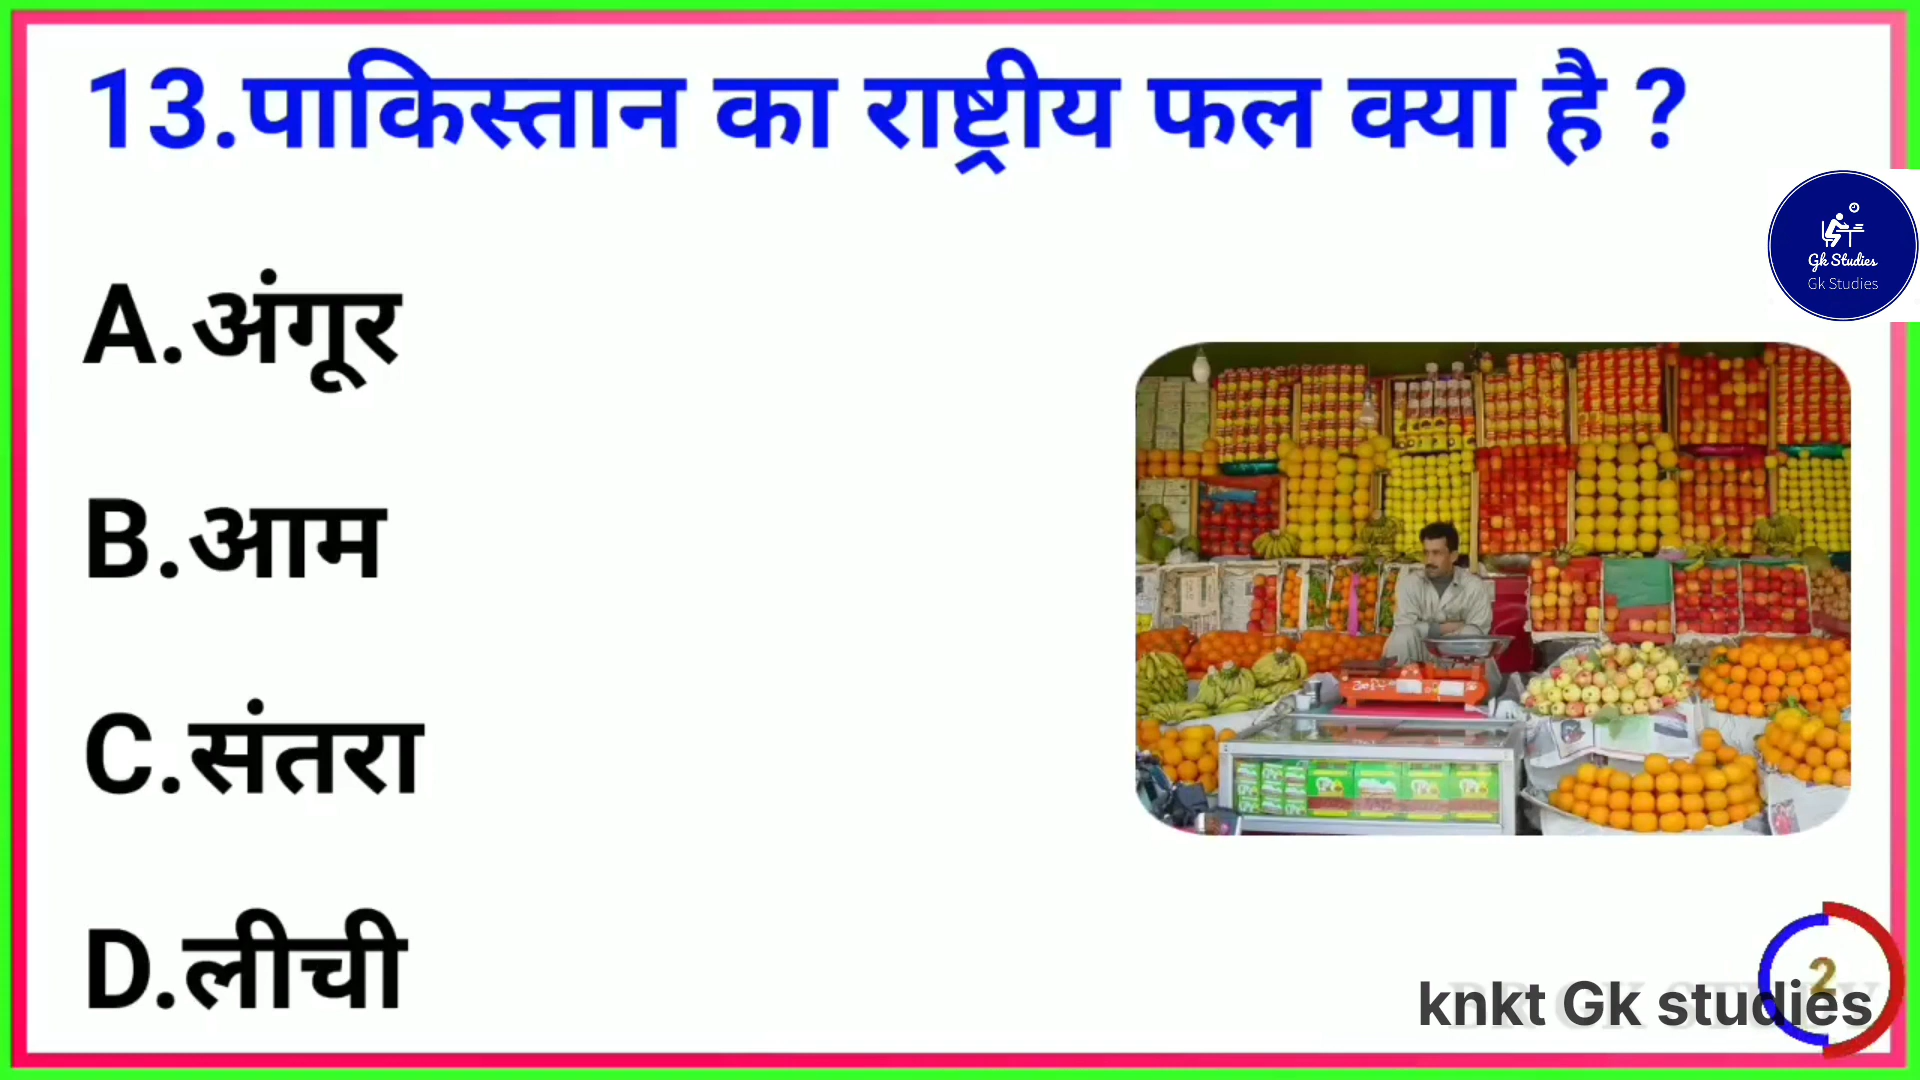 13.पाकिस्तान का राष्ट्रीय फल क्या है ?
Gk Studies
Gk Studies
A.अंगूर
B.आम
C.संतरा
D.लीची
2
knkt Gk studies